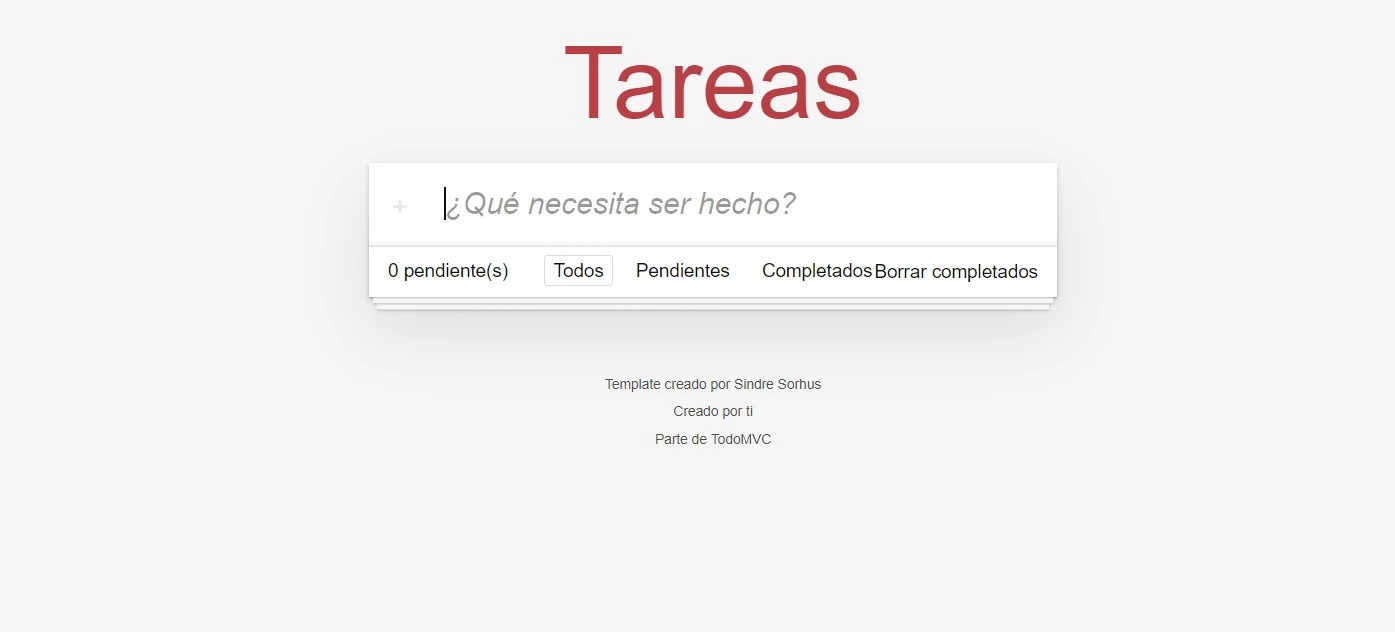 Tareas
+ ¿Qué necesita ser hecho?
0 pendiente(s) Todos Pendientes Completados Borrar completados
Template creado por Sindre Sorhus
Creado por ti
Parte de TodoMVC